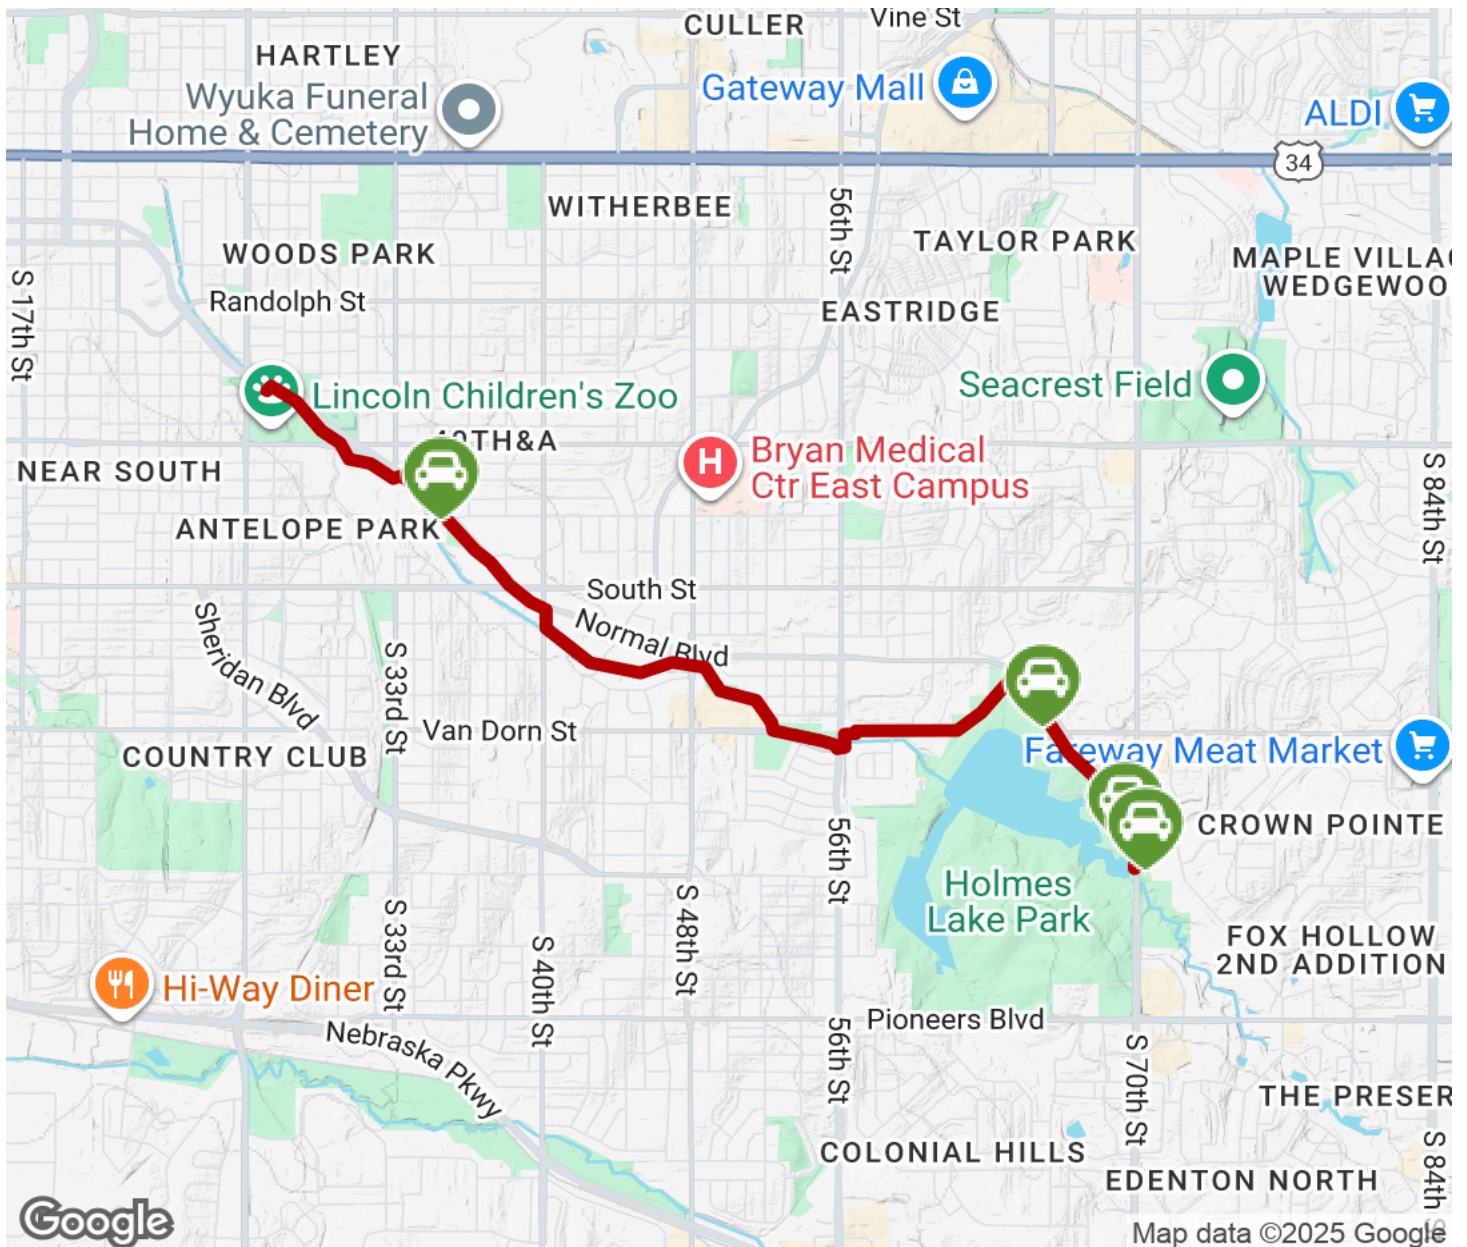 CULLER
Vine St
HARTLEY
Wyuka Funeral
Home & Cemetery
Gateway Mall
ALDI
34
WITHERBEE
56th St
TAYLOR PARK
WOODS PARK
MAPLE VILLAG
WEDGEWOO
S 17th St
Randolph St
EASTRIDGE
Lincoln Children's Zoo
Seacrest Field
40TH&A
NEAR SOUTH
H
Bryan Medical
Ctr East Campus
S 84th St
ANTELOPE PARK
South St
Normal Blvd
Sheridan Blvd
S 33rd St
Van Dorn St
COUNTRY CLUB
Fareway Meat Market
56th St
CROWN POINTE
Holmes
Lake Park
S 33rd St
S 48th St
S 40th St
FOX HOLLOW
2ND ADDITION
Hi-Way Diner
Nebraska Pkwy
Pioneers Blvd
56th St
S 70th St
THE PRESER
COLONIAL HILLS
S 84th
EDENTON NORTH
Google
Map data ©2025 Google